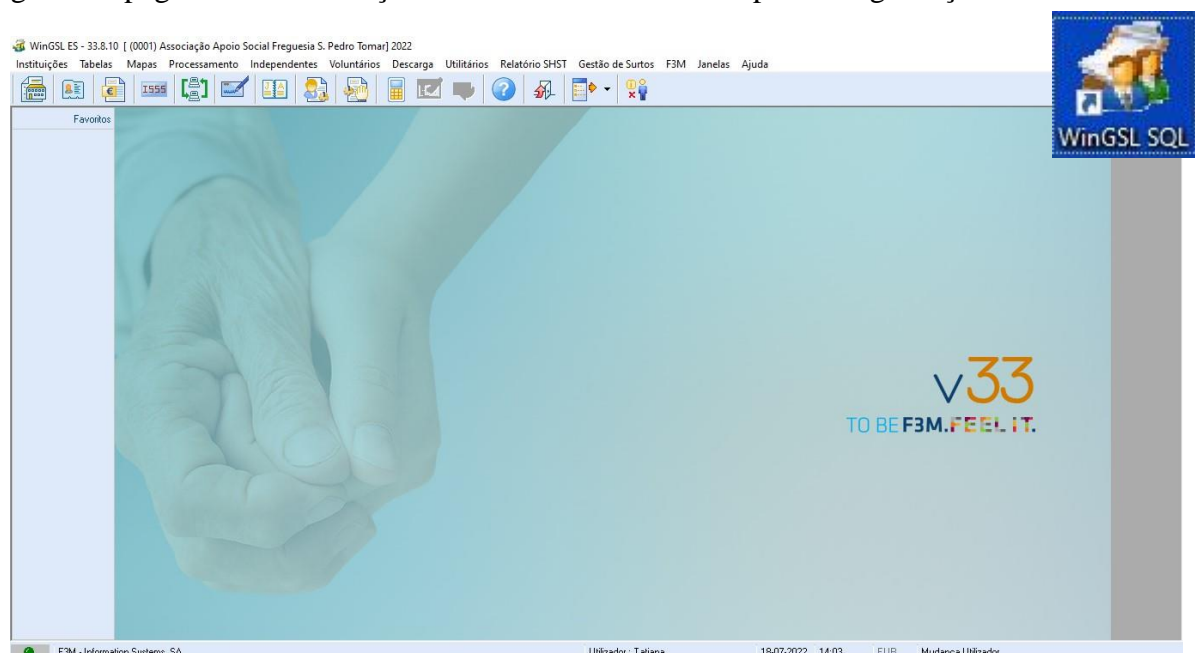 WinGSL ES - 33.8.10 [ (0001) Associação Apoio Social Freguesia S. Pedro Tomar] 2022
Instituições Tabelas Mapas Processamento Independentes Voluntários Descarga Utilitários Relatório SHST Gestão de Surtos F3M Janelas Ajuda
1555
Favoritos
WinGSL SQL
v33
TO BE F3M.FEEL IT.
F3M - Information Systems, SA
Utilizador : Tatiana
18-07-2022 14:03 EUR Mudança Utilizador